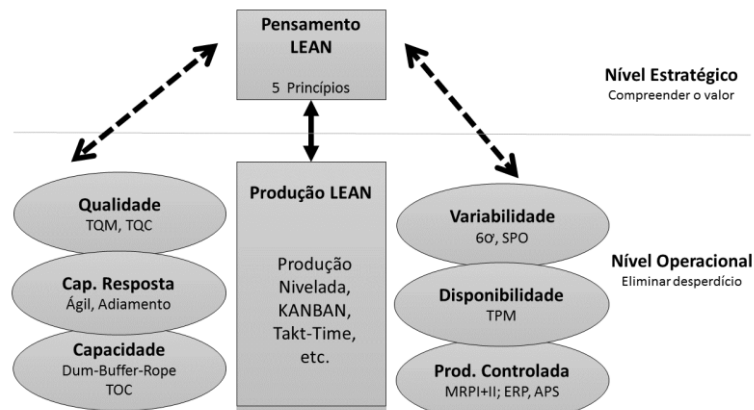 Pensamento
LEAN
5 Princípios
Nível Estratégico
Compreender o valor
Qualidade
TQM, TQC
Cap. Resposta
Ágil, Adiamento
Capacidade
Dum-Buffer-Rope
TOC
Produção LEAN
Produção
Nivelada,
KANBAN,
Takt-Time,
etc.
Variabilidade
6σ, SPO
Disponibilidade
TPM
Prod. Controlada
MRPI+II; ERP, APS
Nível Operacional
Eliminar desperdício